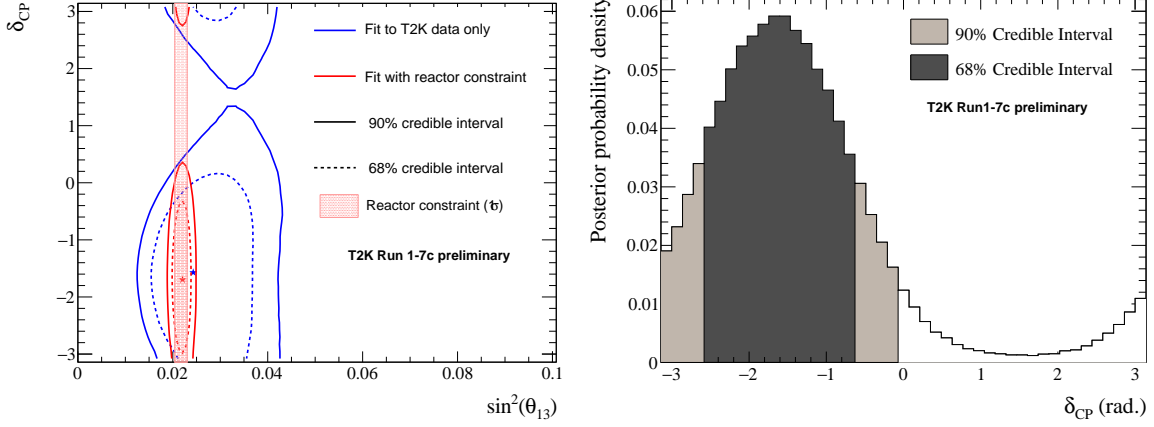 δCP
3
2
1
0
−1
−2
−3
0
0.02
0.04
0.06
0.08
0.1
sin²(θ13)
Fit to T2K data only
Fit with reactor constraint
90% credible interval
68% credible interval
T2K Run 1-7c preliminary
Posterior probability density
0.06
0.05
0.04
0.03
0.02
0.01
0
−3
−2
−1
0
1
2
3
δCP (rad.)
90% Credible Interval
68% Credible Interval
T2K Run1-7c preliminary
Reactor constraint (1σ)